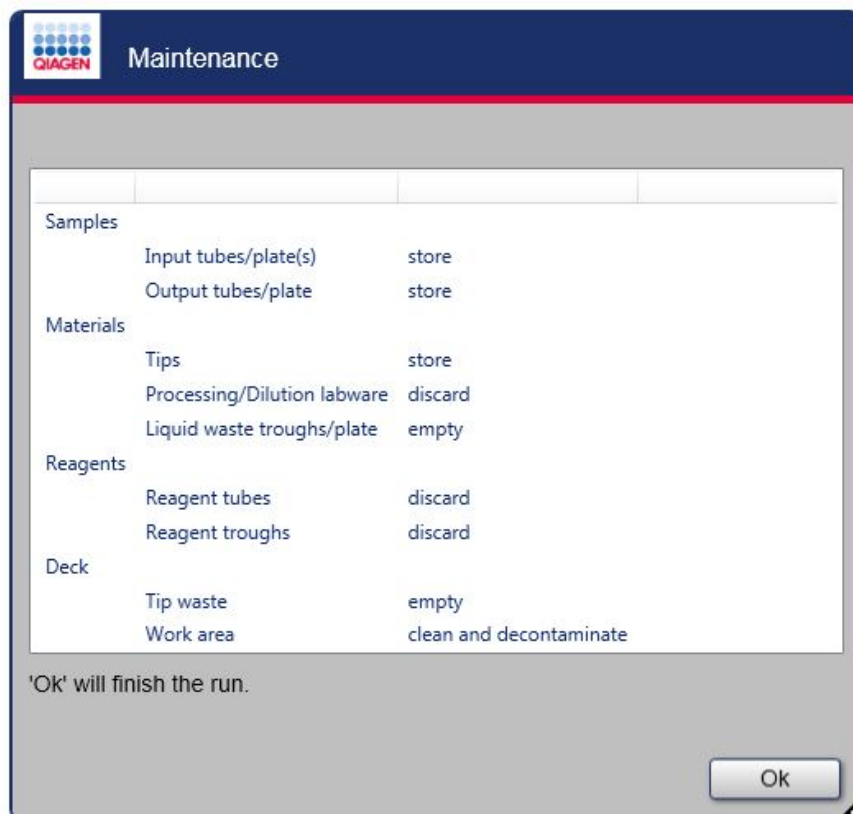 QIAGEN
Maintenance
Samples
Input tubes/plate(s) store
Output tubes/plate store
Materials
Tips store
Processing/Dilution labware discard
Liquid waste troughs/plate empty
Reagents
Reagent tubes discard
Reagent troughs discard
Deck
Tip waste empty
Work area clean and decontaminate
'Ok' will finish the run.
Ok